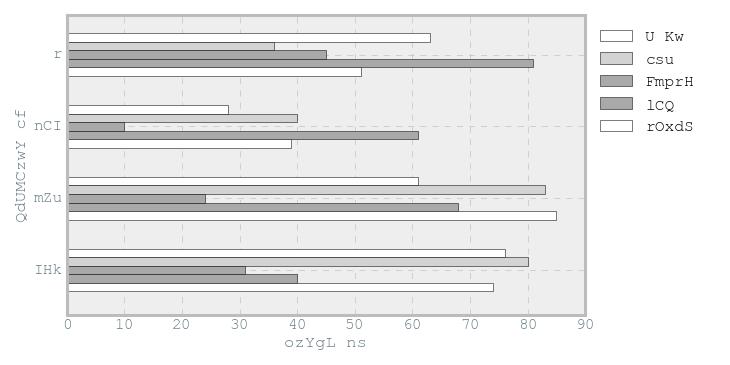 U Kw
csu
FmprH
lCQ
rOxdS
r
nCI
mZu
IHk
QdUMCzwY cf
0 10 20 30 40 50 60 70 80 90
ozYgL ns